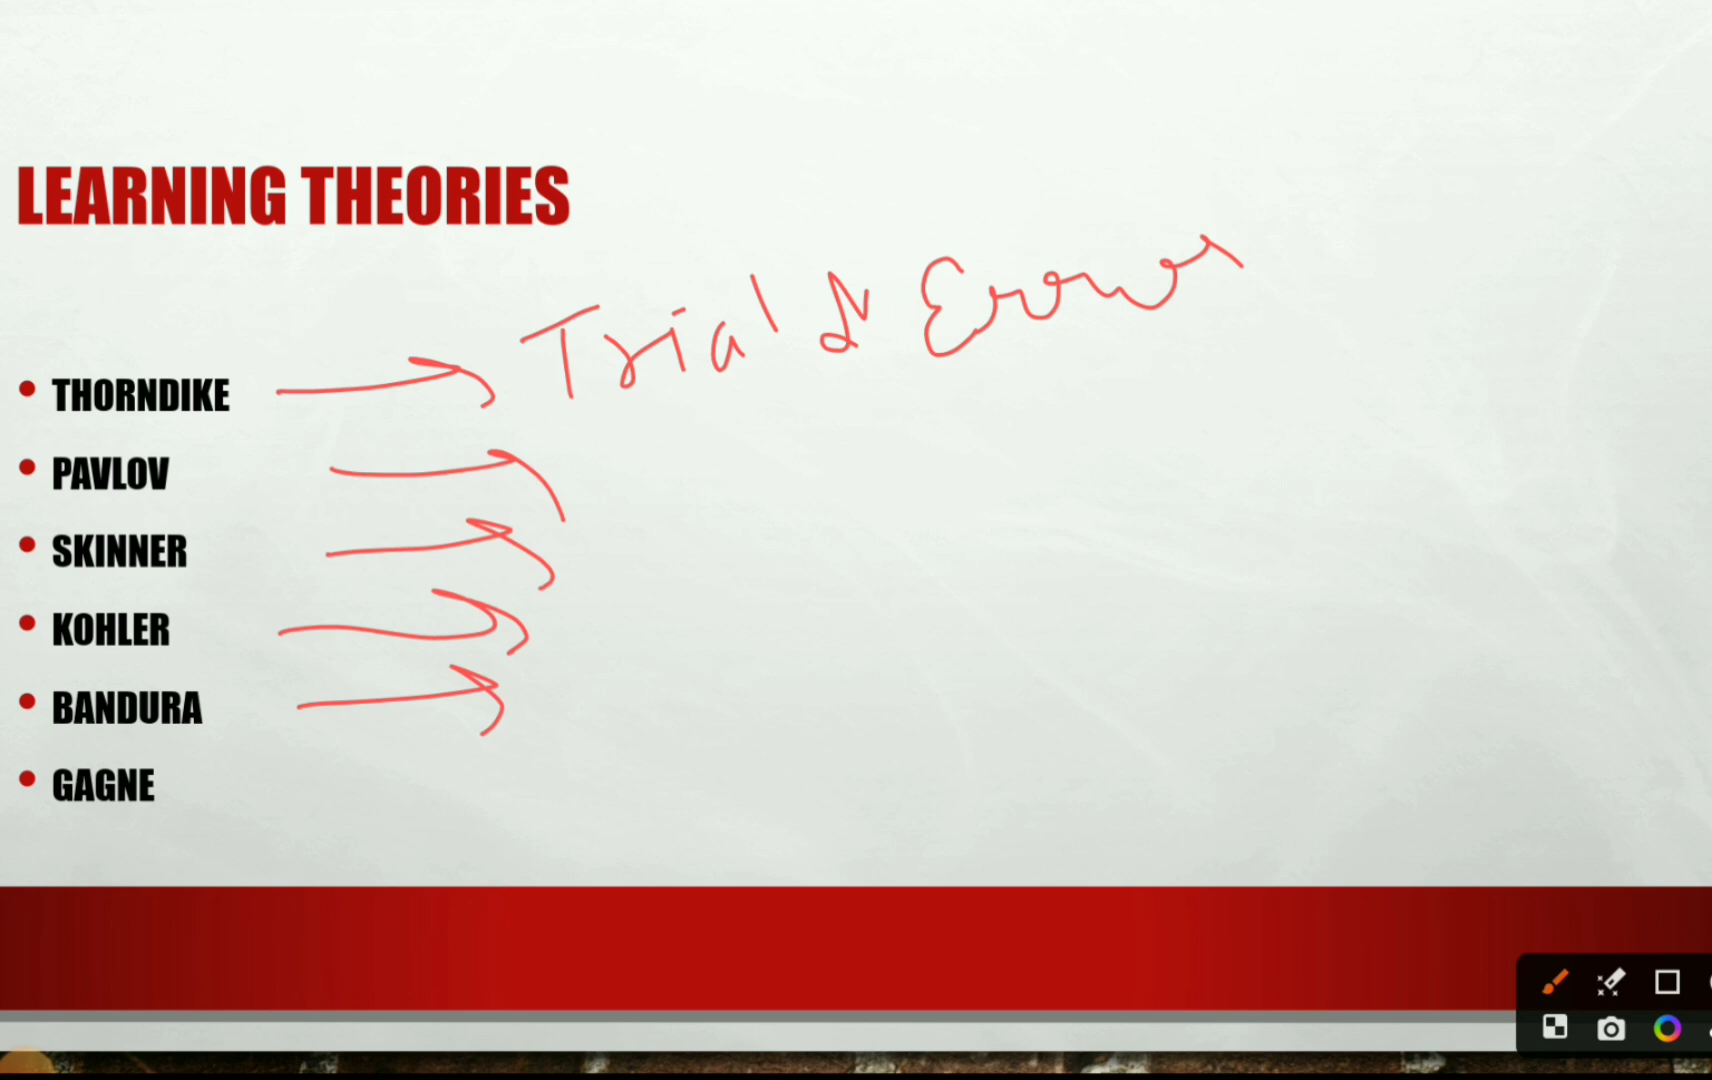 LEARNING THEORIES
Trial & Error
• THORNDIKE
• PAVLOV
• SKINNER
• KOHLER
• BANDURA
• GAGNE